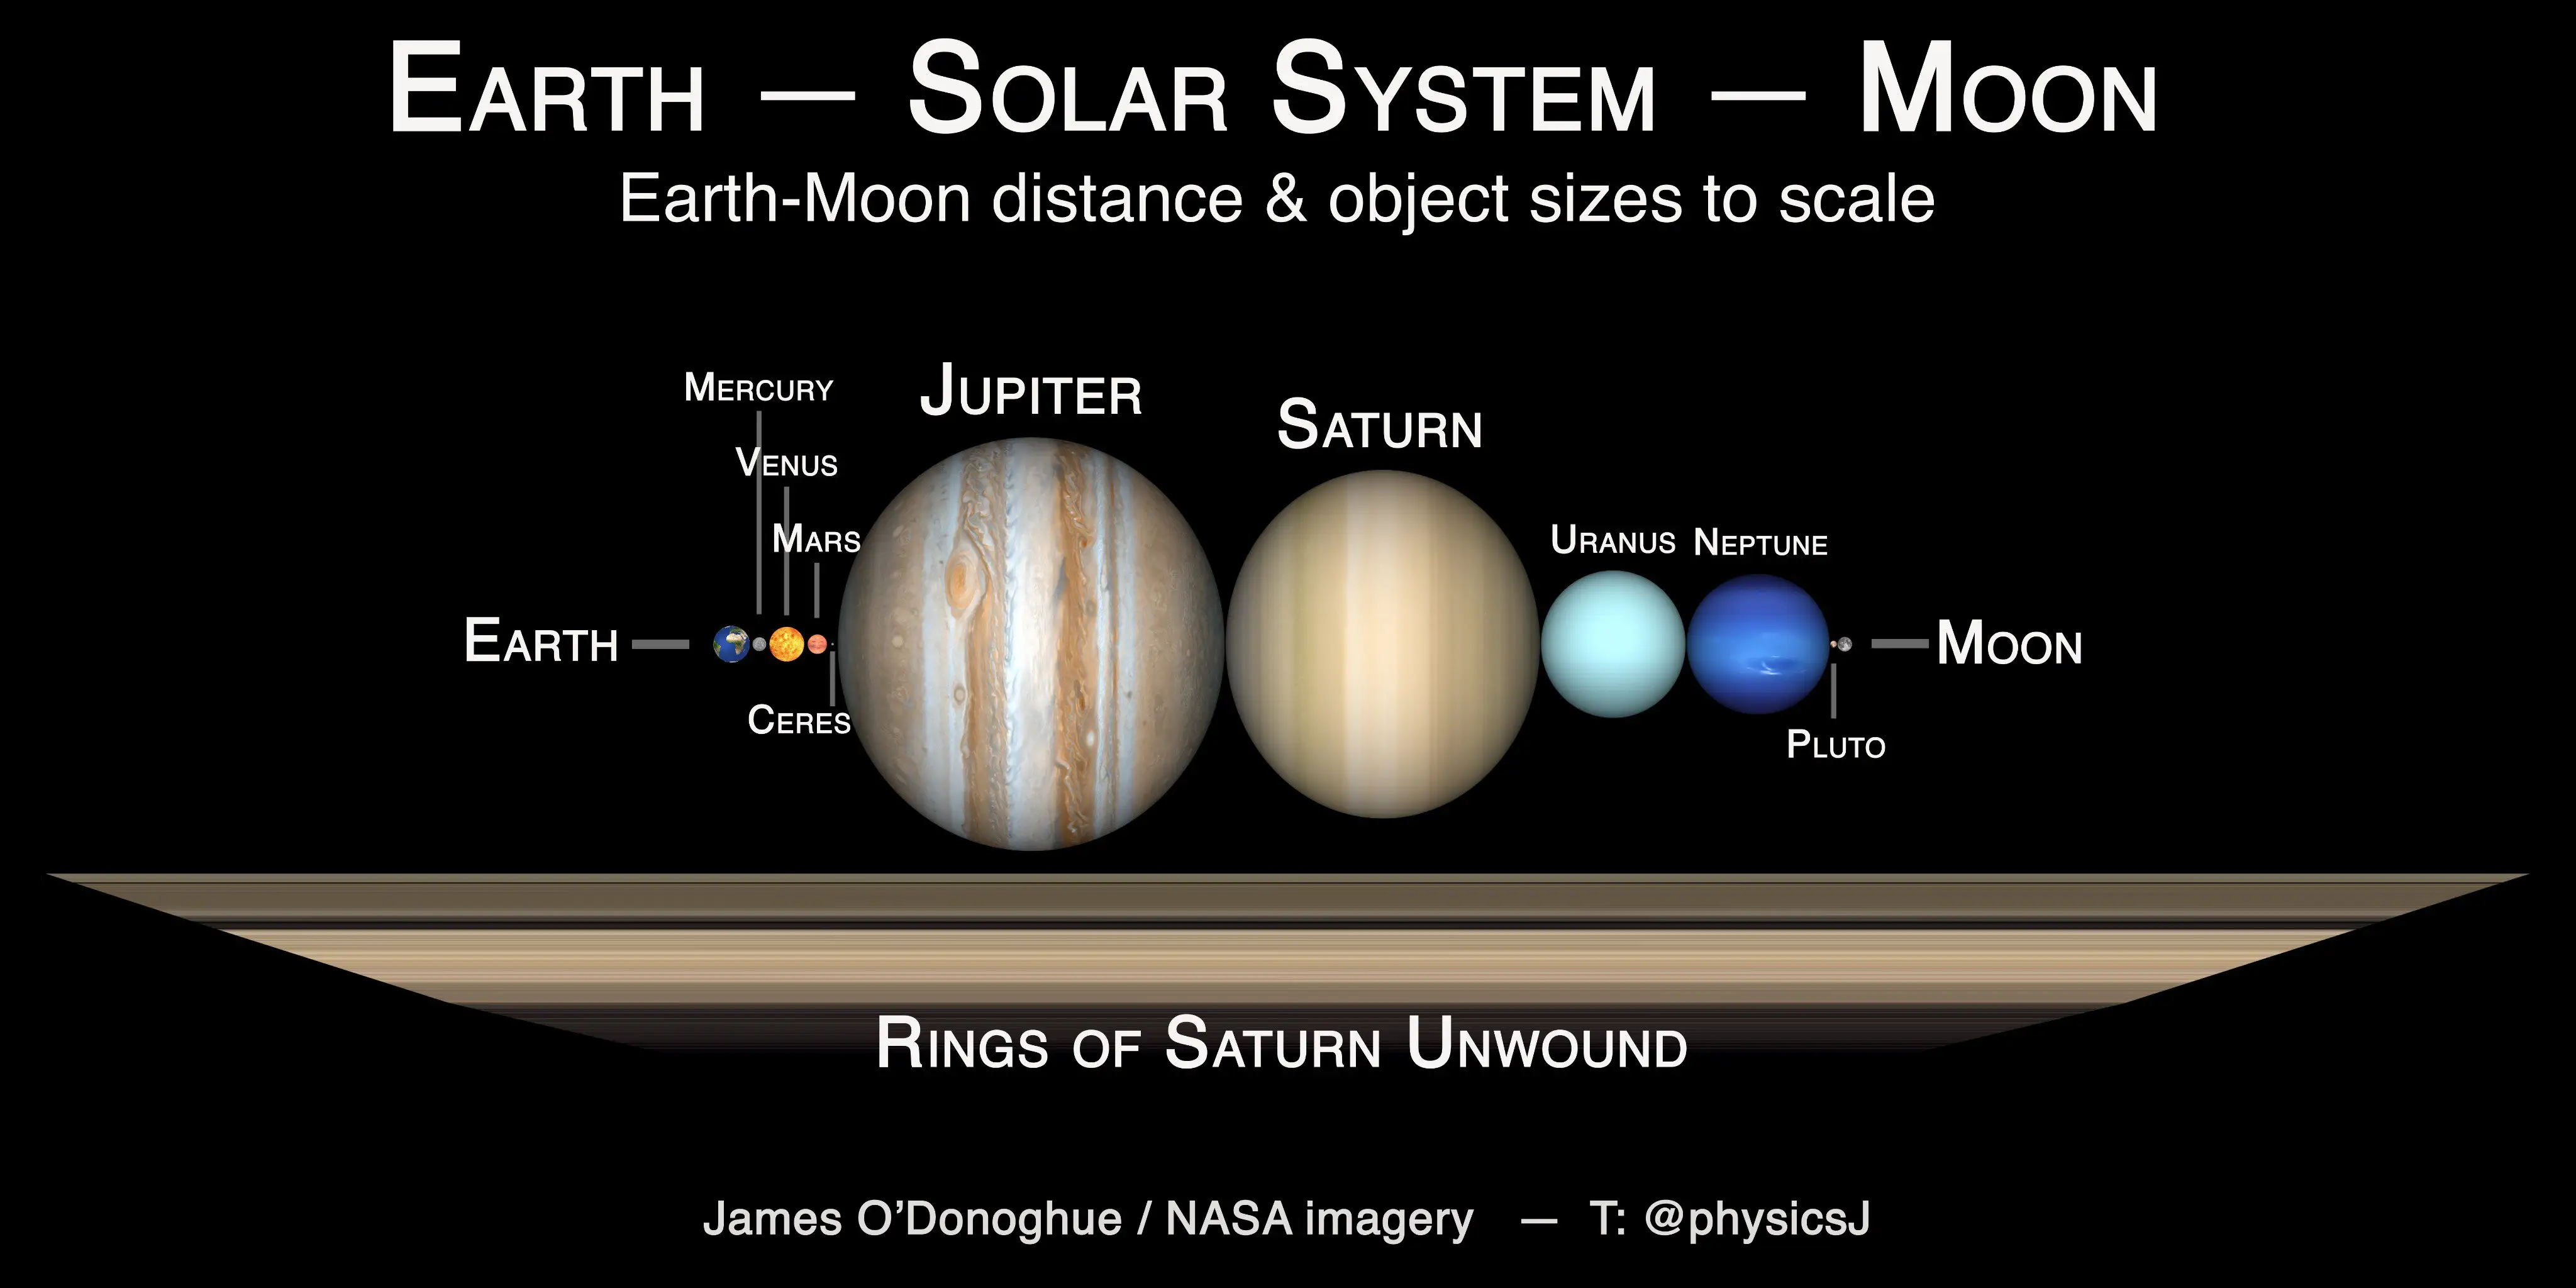 Earth — Solar System — Moon
Earth-Moon distance & object sizes to scale
Mercury
Jupiter
Saturn
Venus
Mars
Uranus Neptune
Earth
Moon
Ceres
Pluto
Rings of Saturn Unwound
James O'Donoghue / NASA imagery — T: @physicsJ